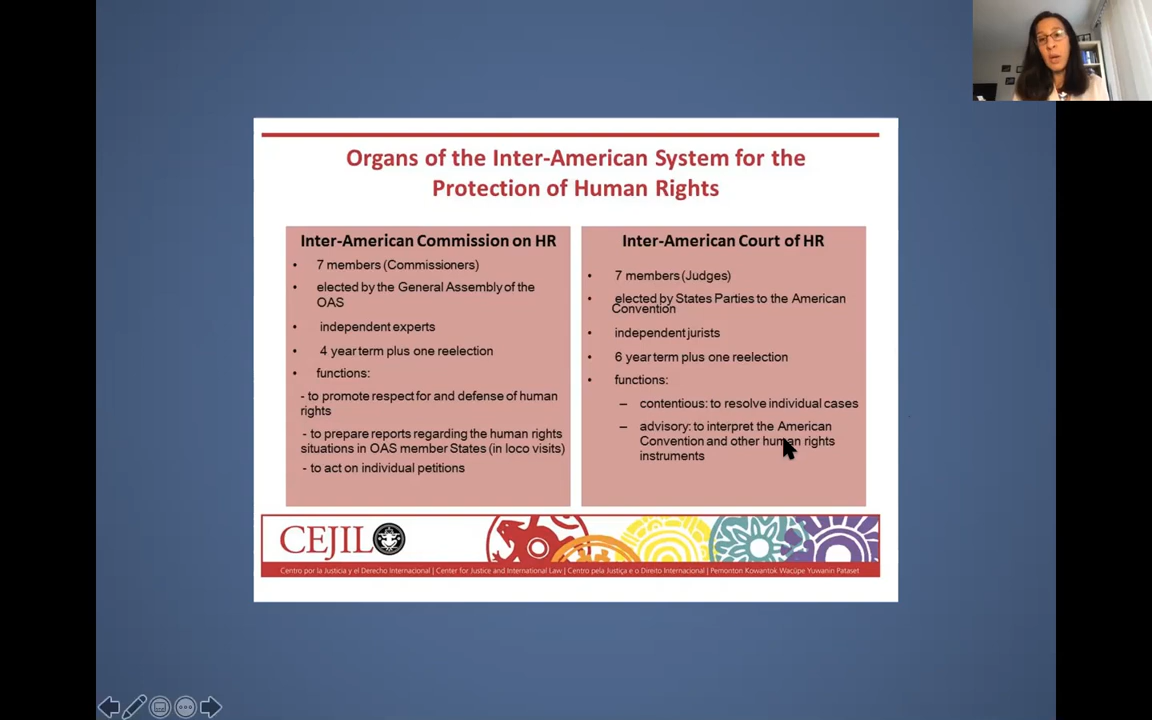 Organs of the Inter-American System for the
Protection of Human Rights
Inter-American Commission on HR
• 7 members (Commissioners)
• elected by the General Assembly of the
OAS
• independent experts
• 4 year term plus one reelection
• functions:
- to promote respect for and defense of human
rights
- to prepare reports regarding the human rights
situations in OAS member States (in loco visits)
- to act on individual petitions
Inter-American Court of HR
• 7 members (Judges)
• elected by States Parties to the American
Convention
• independent jurists
• 6 year term plus one reelection
• functions:
– contentious: to resolve individual cases
– advisory: to interpret the American
Convention and other human rights
instruments
CEJIL
Centro por la Justicia y el Derecho Internacional | Center for Justice and International Law | Centro pela Justiça e o Direito Internacional | Pemonton Kowantok Wacüpe Yuwanin Pataset